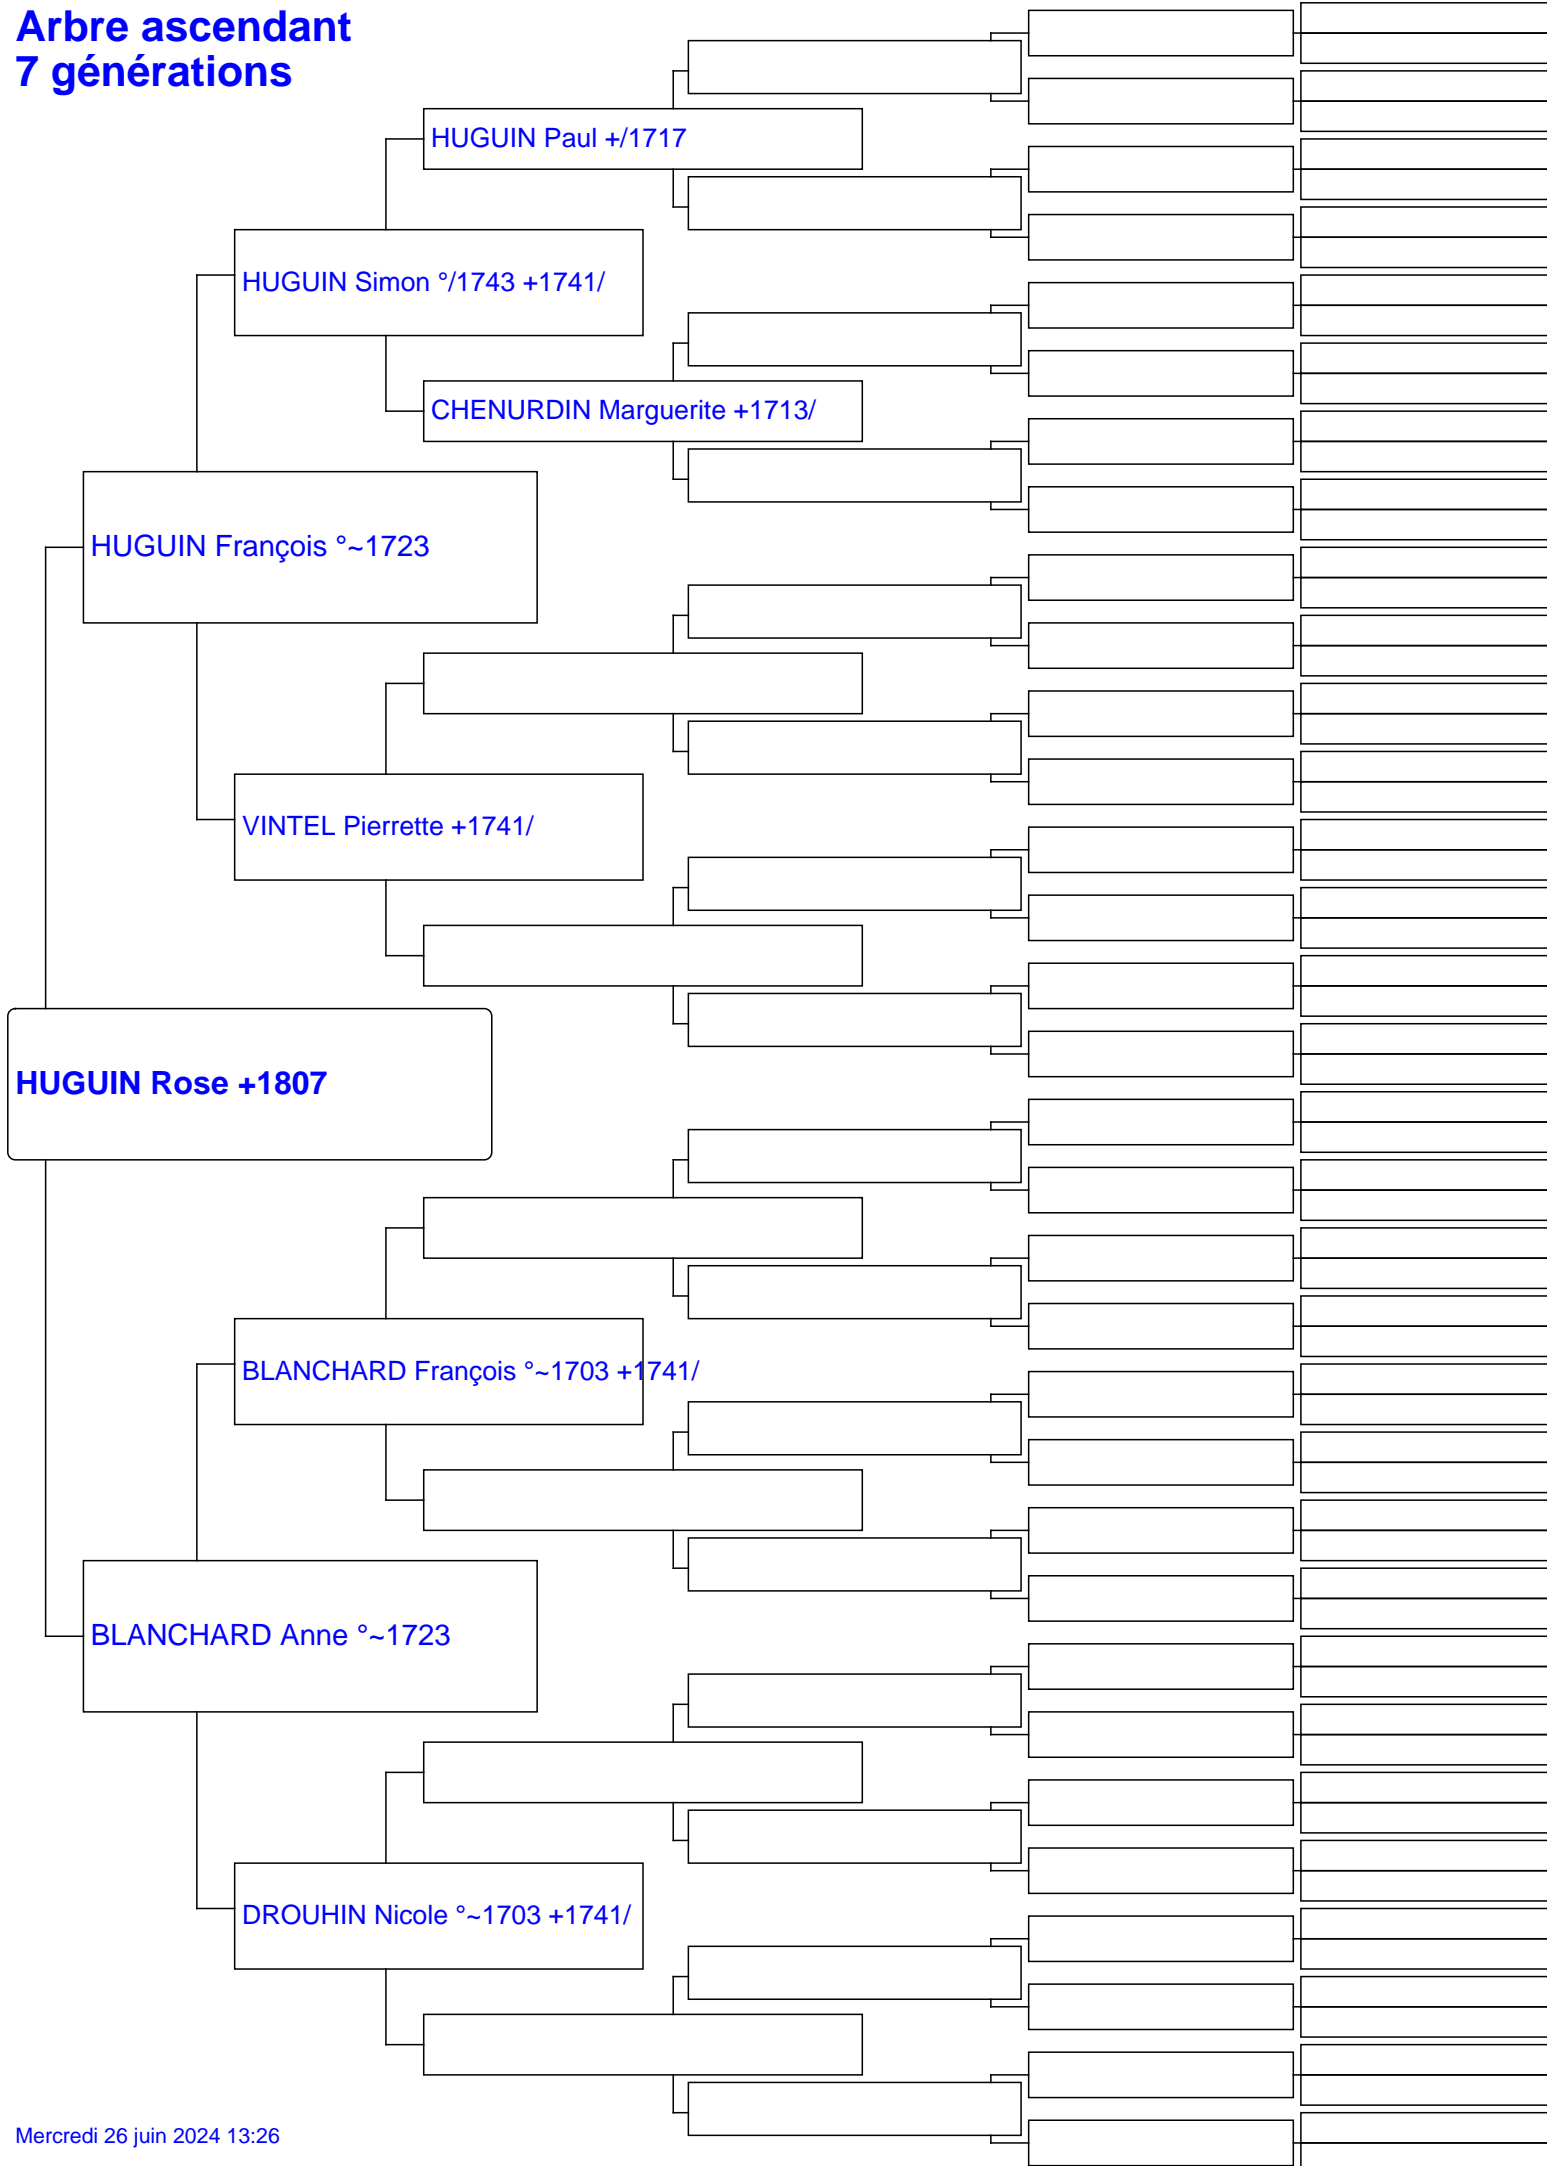 Arbre ascendant
7 générations
HUGUIN Paul +/1717
HUGUIN Simon °/1743 +1741/
CHENURDIN Marguerite +1713/
HUGUIN François °~1723
VINTEL Pierrette +1741/
HUGUIN Rose +1807
BLANCHARD François °~1703 +1741/
BLANCHARD Anne °~1723
DROUHIN Nicole °~1703 +1741/
Mercredi 26 juin 2024 13:26